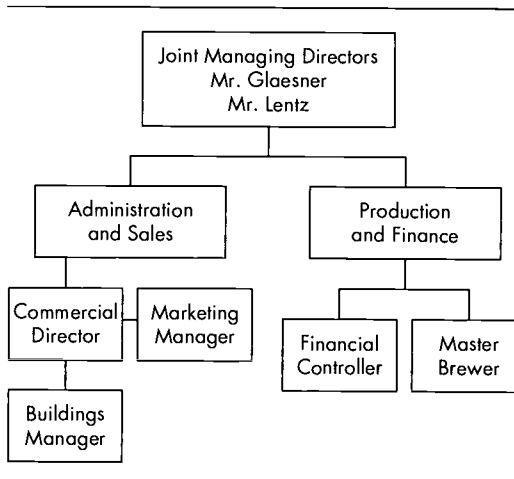 Joint Managing Directors
Mr. Glaesner
Mr. Lentz
Administration
and Sales
Production
and Finance
Commercial
Director
Marketing
Manager
Financial
Controller
Master
Brewer
Buildings
Manager